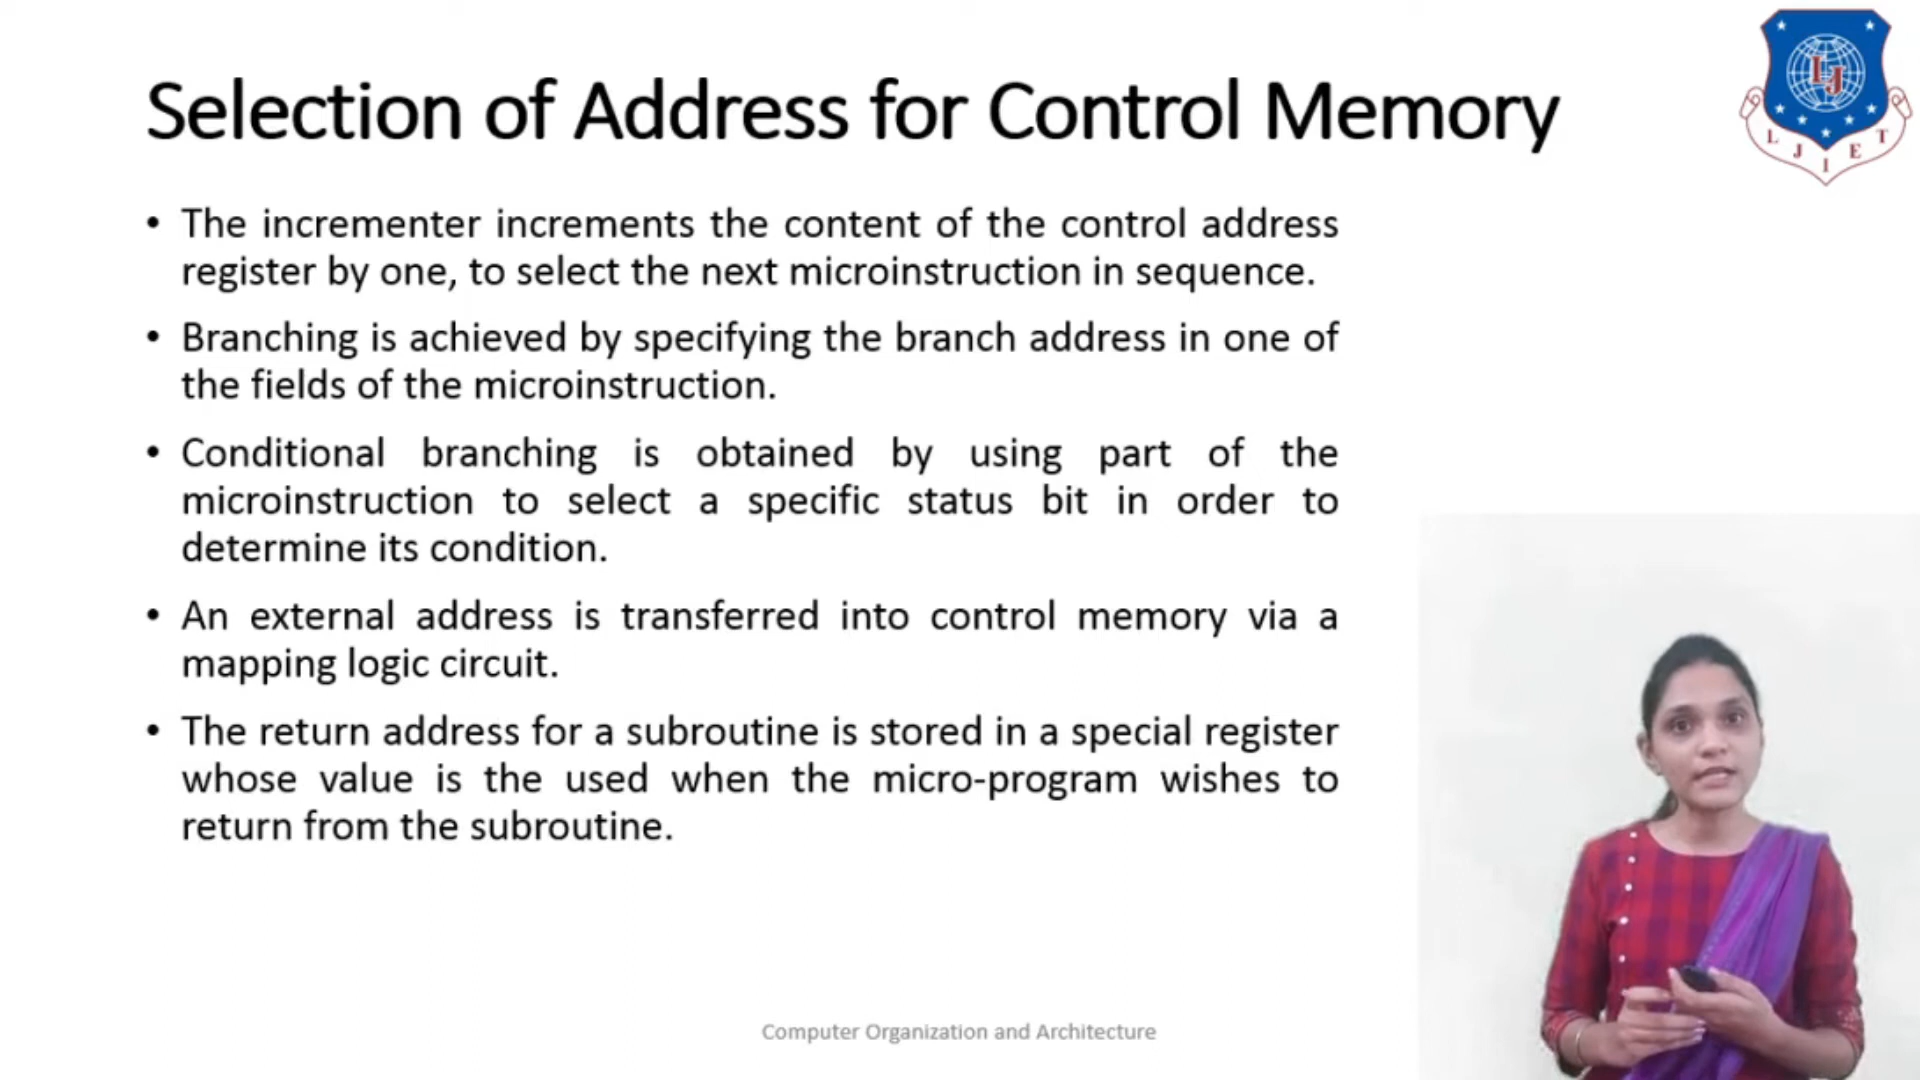 Selection of Address for Control Memory
LJ
L J I E T
• The incrementer increments the content of the control address
register by one, to select the next microinstruction in sequence.
• Branching is achieved by specifying the branch address in one of
the fields of the microinstruction.
• Conditional branching is obtained by using part of the
microinstruction to select a specific status bit in order to
determine its condition.
• An external address is transferred into control memory via a
mapping logic circuit.
• The return address for a subroutine is stored in a special register
whose value is the used when the micro-program wishes to
return from the subroutine.
Computer Organization and Architecture